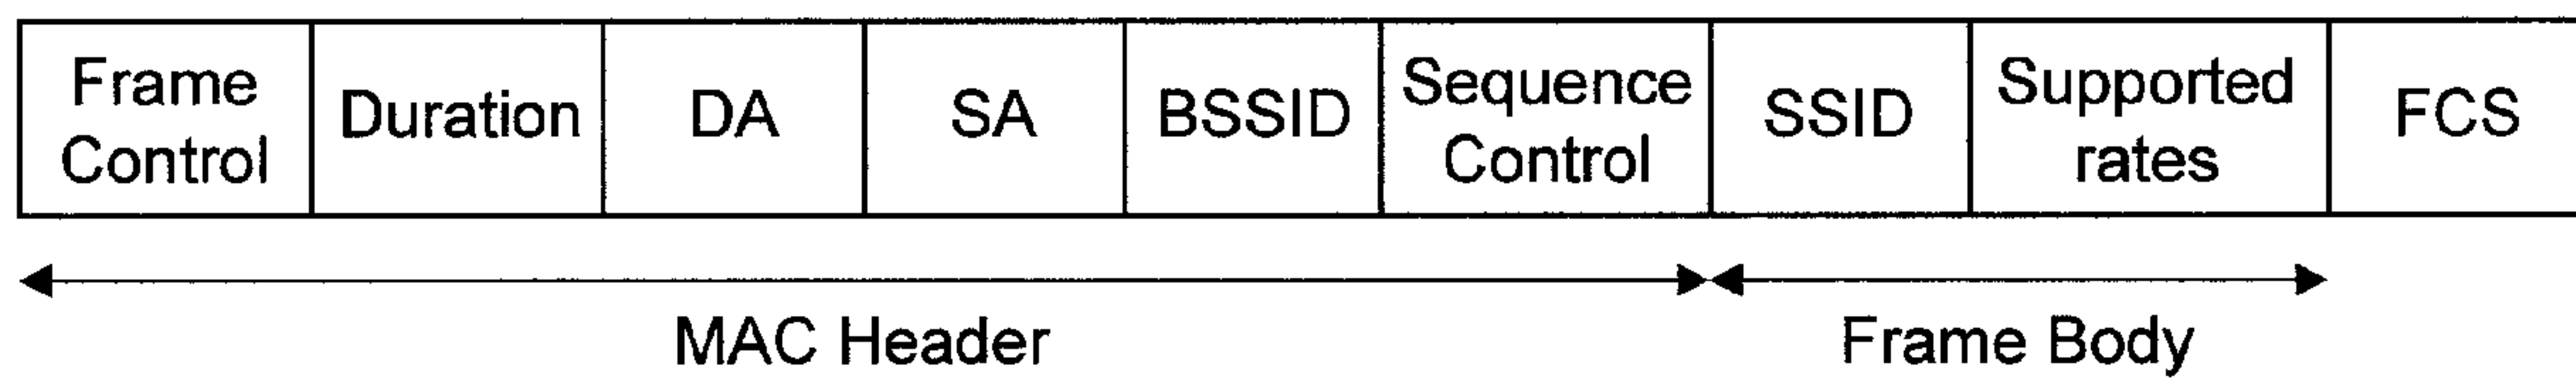 Frame
Control
Duration
DA
SA
BSSID
Sequence
Control
SSID
Supported
rates
FCS
MAC Header
Frame Body